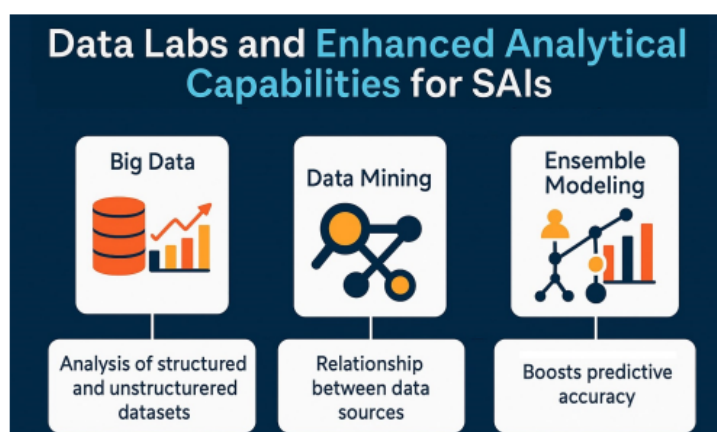 Data Labs and Enhanced Analytical
Capabilities for SAIs
Big Data
Data Mining
Ensemble
Modeling
Analysis of structured
and unstructurered
datasets
Relationship
between data
sources
Boosts predictive
accuracy